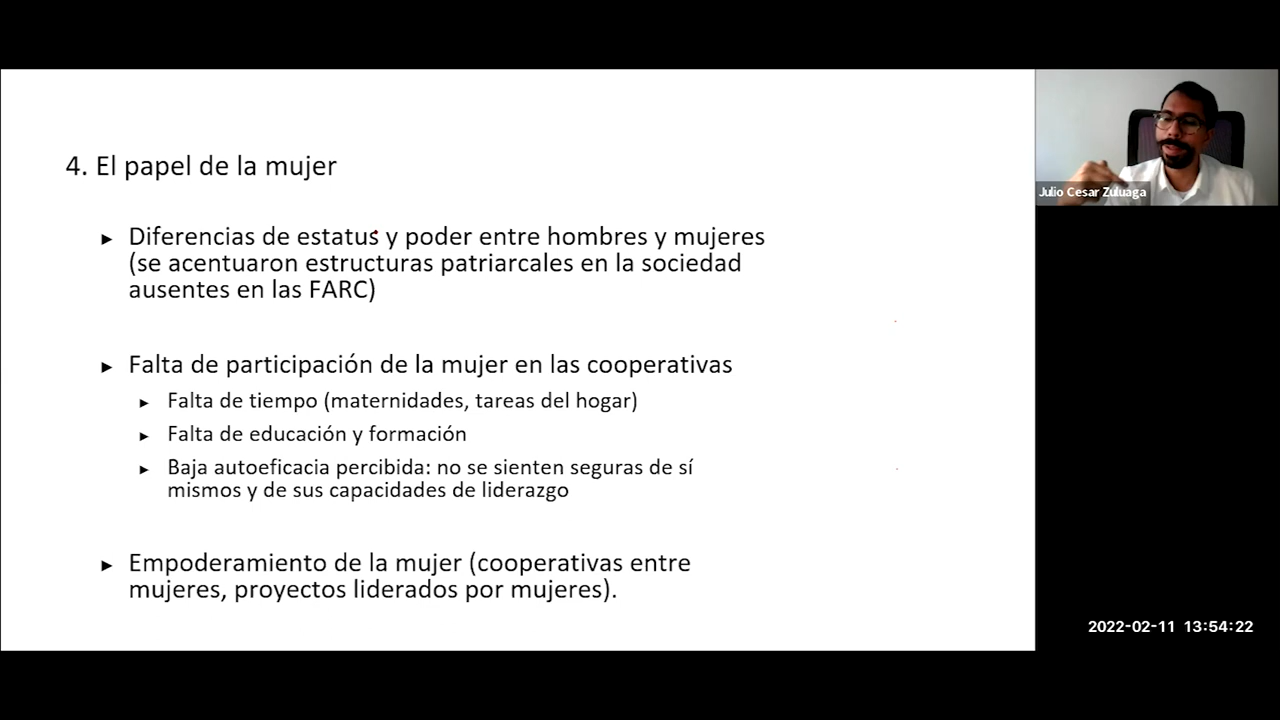 4. El papel de la mujer
► Diferencias de estatus y poder entre hombres y mujeres
(se acentuaron estructuras patriarcales en la sociedad
ausentes en las FARC)
► Falta de participación de la mujer en las cooperativas
► Falta de tiempo (maternidades, tareas del hogar)
► Falta de educación y formación
► Baja autoeficacia percibida: no se sienten seguras de sí
mismos y de sus capacidades de liderazgo
► Empoderamiento de la mujer (cooperativas entre
mujeres, proyectos liderados por mujeres).
Julio Cesar Zuluaga
2022-02-11 13:54:22